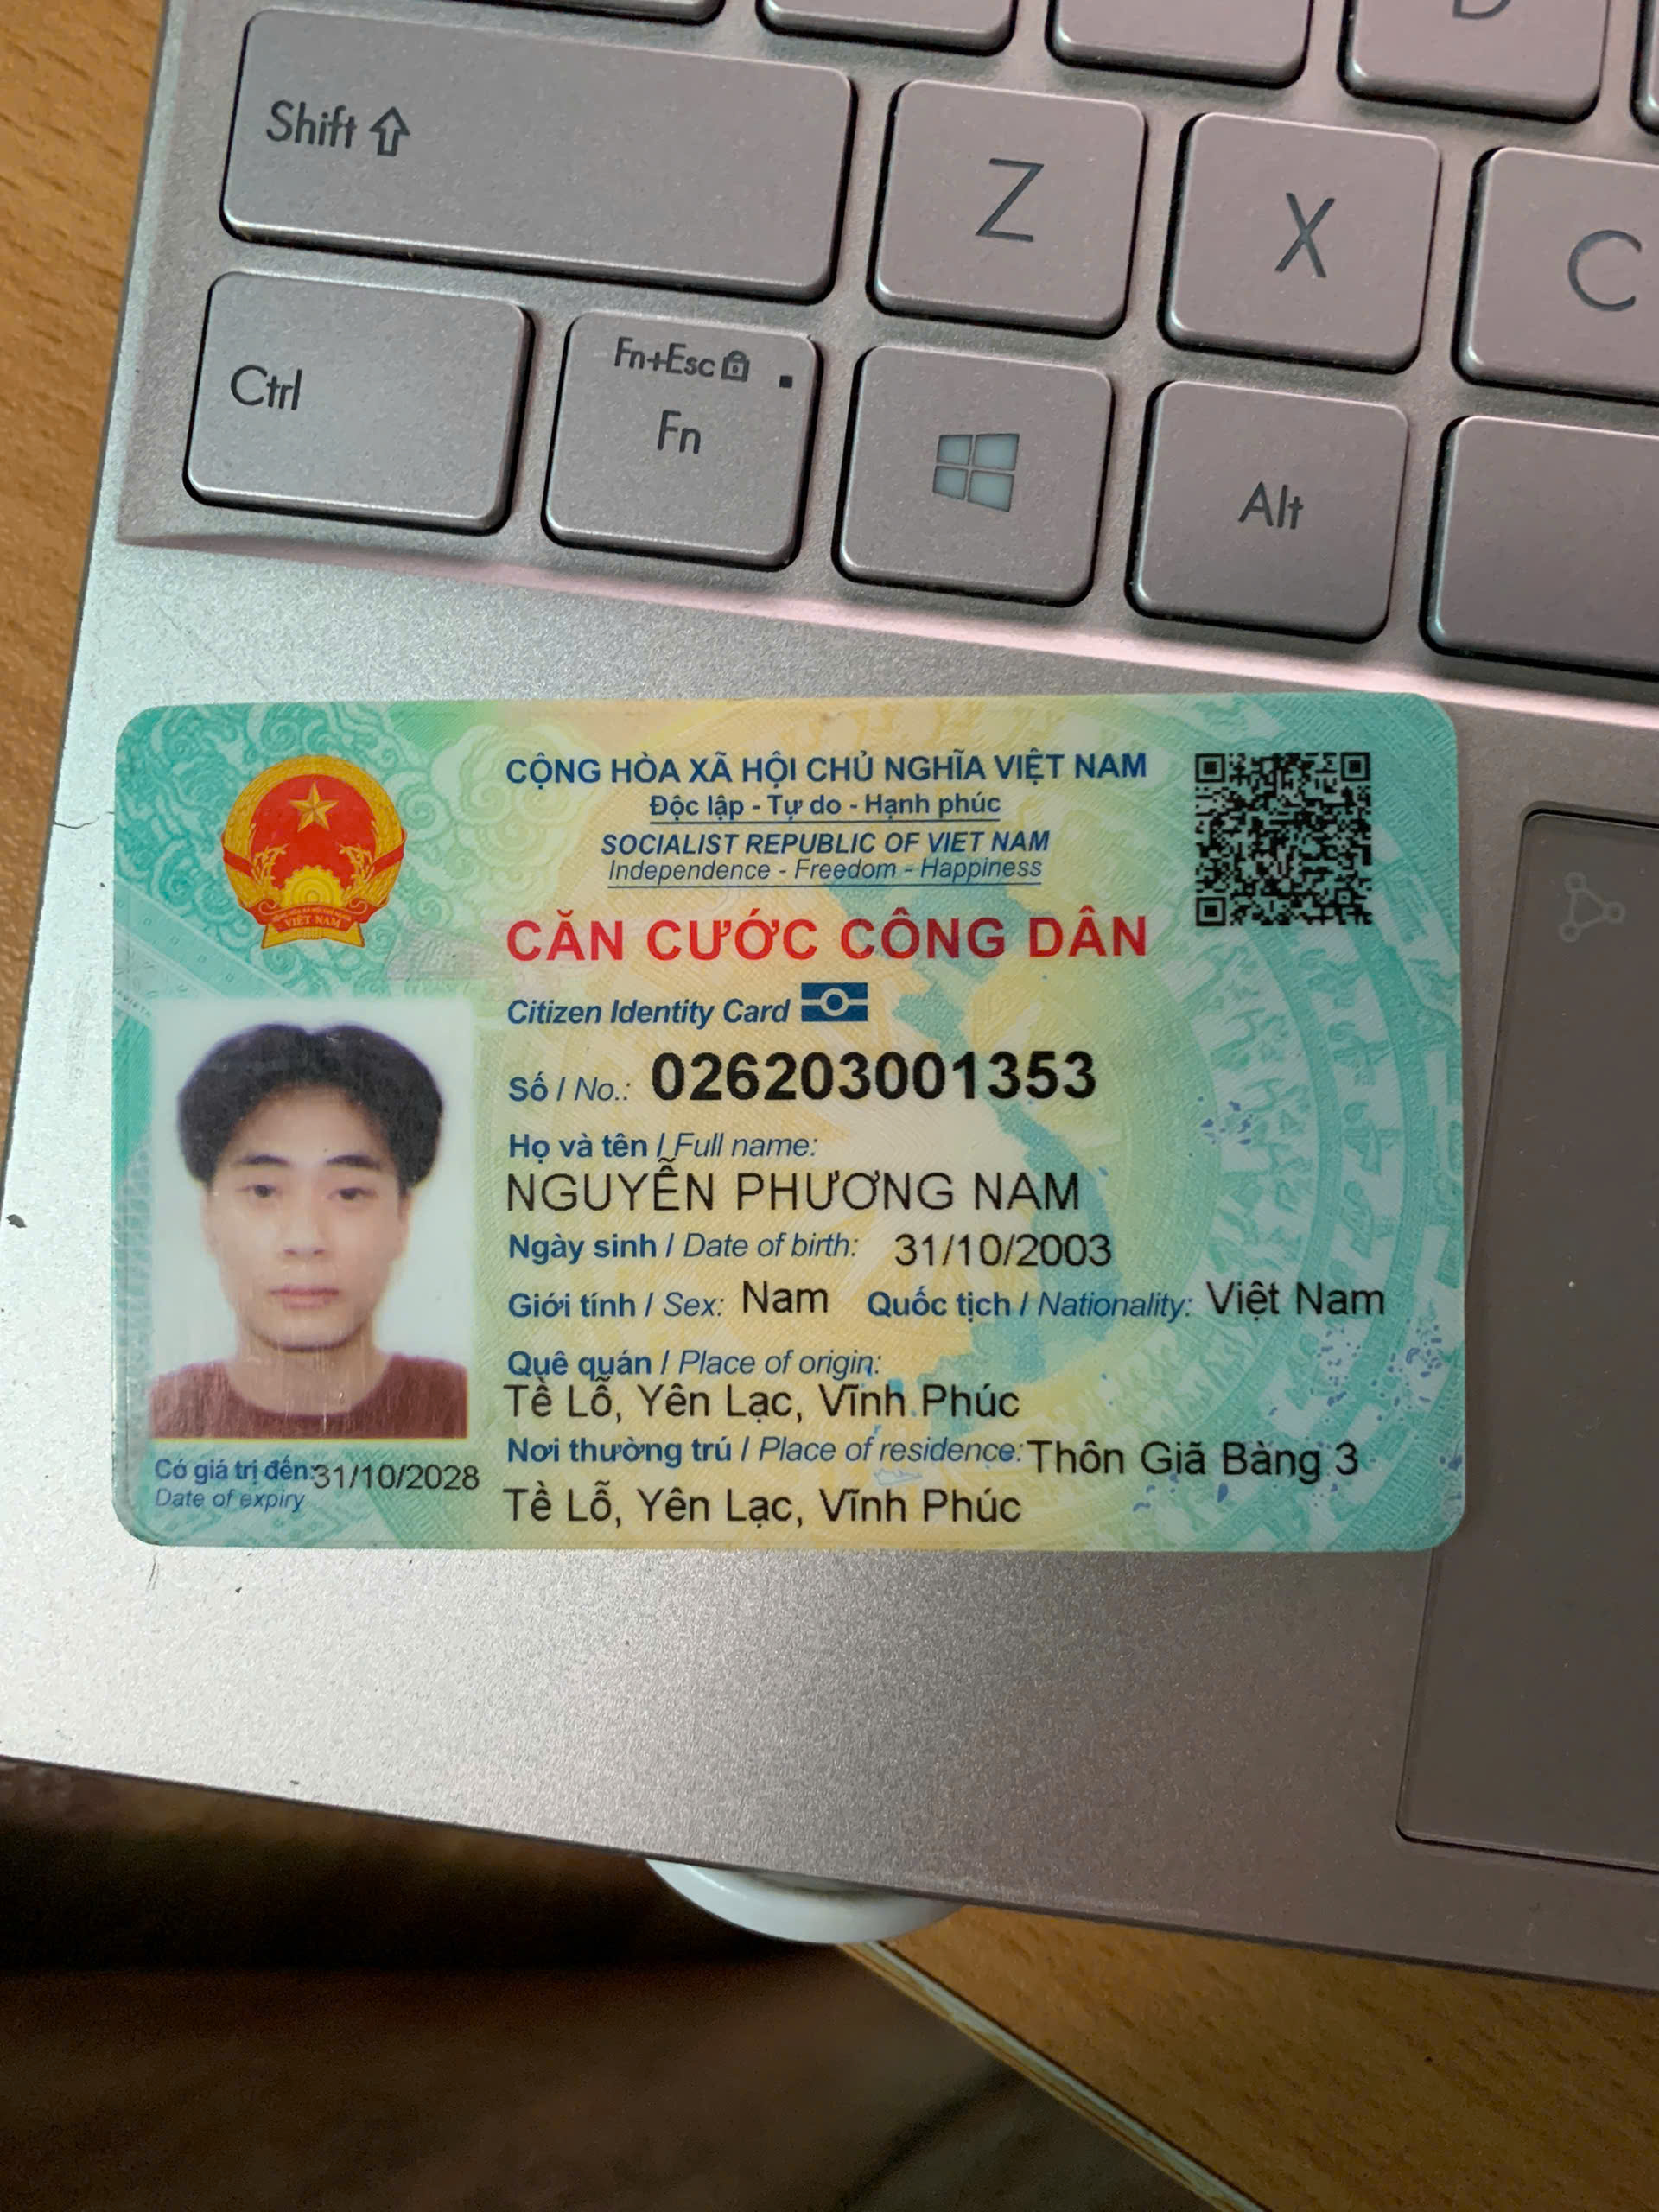 D
Shift
Z
X
C
Ctrl
Fn+Esc
Fn
Alt
CỘNG HÒA XÃ HỘI CHỦ NGHĨA VIỆT NAM
Độc lập - Tự do - Hạnh phúc
SOCIALIST REPUBLIC OF VIET NAM
Independence - Freedom - Happiness
VIỆT NAM
CĂN CƯỚC CÔNG DÂN
Citizen Identity Card
Số / No.: 026203001353
Họ và tên / Full name:
NGUYỄN PHƯƠNG NAM
Ngày sinh / Date of birth: 31/10/2003
Giới tính / Sex: Nam Quốc tịch / Nationality: Việt Nam
Quê quán / Place of origin:
Tề Lỗ, Yên Lạc, Vĩnh Phúc
Nơi thường trú / Place of residence: Thôn Giã Bàng 3
Tề Lỗ, Yên Lạc, Vĩnh Phúc
Có giá trị đến: 31/10/2028
Date of expiry